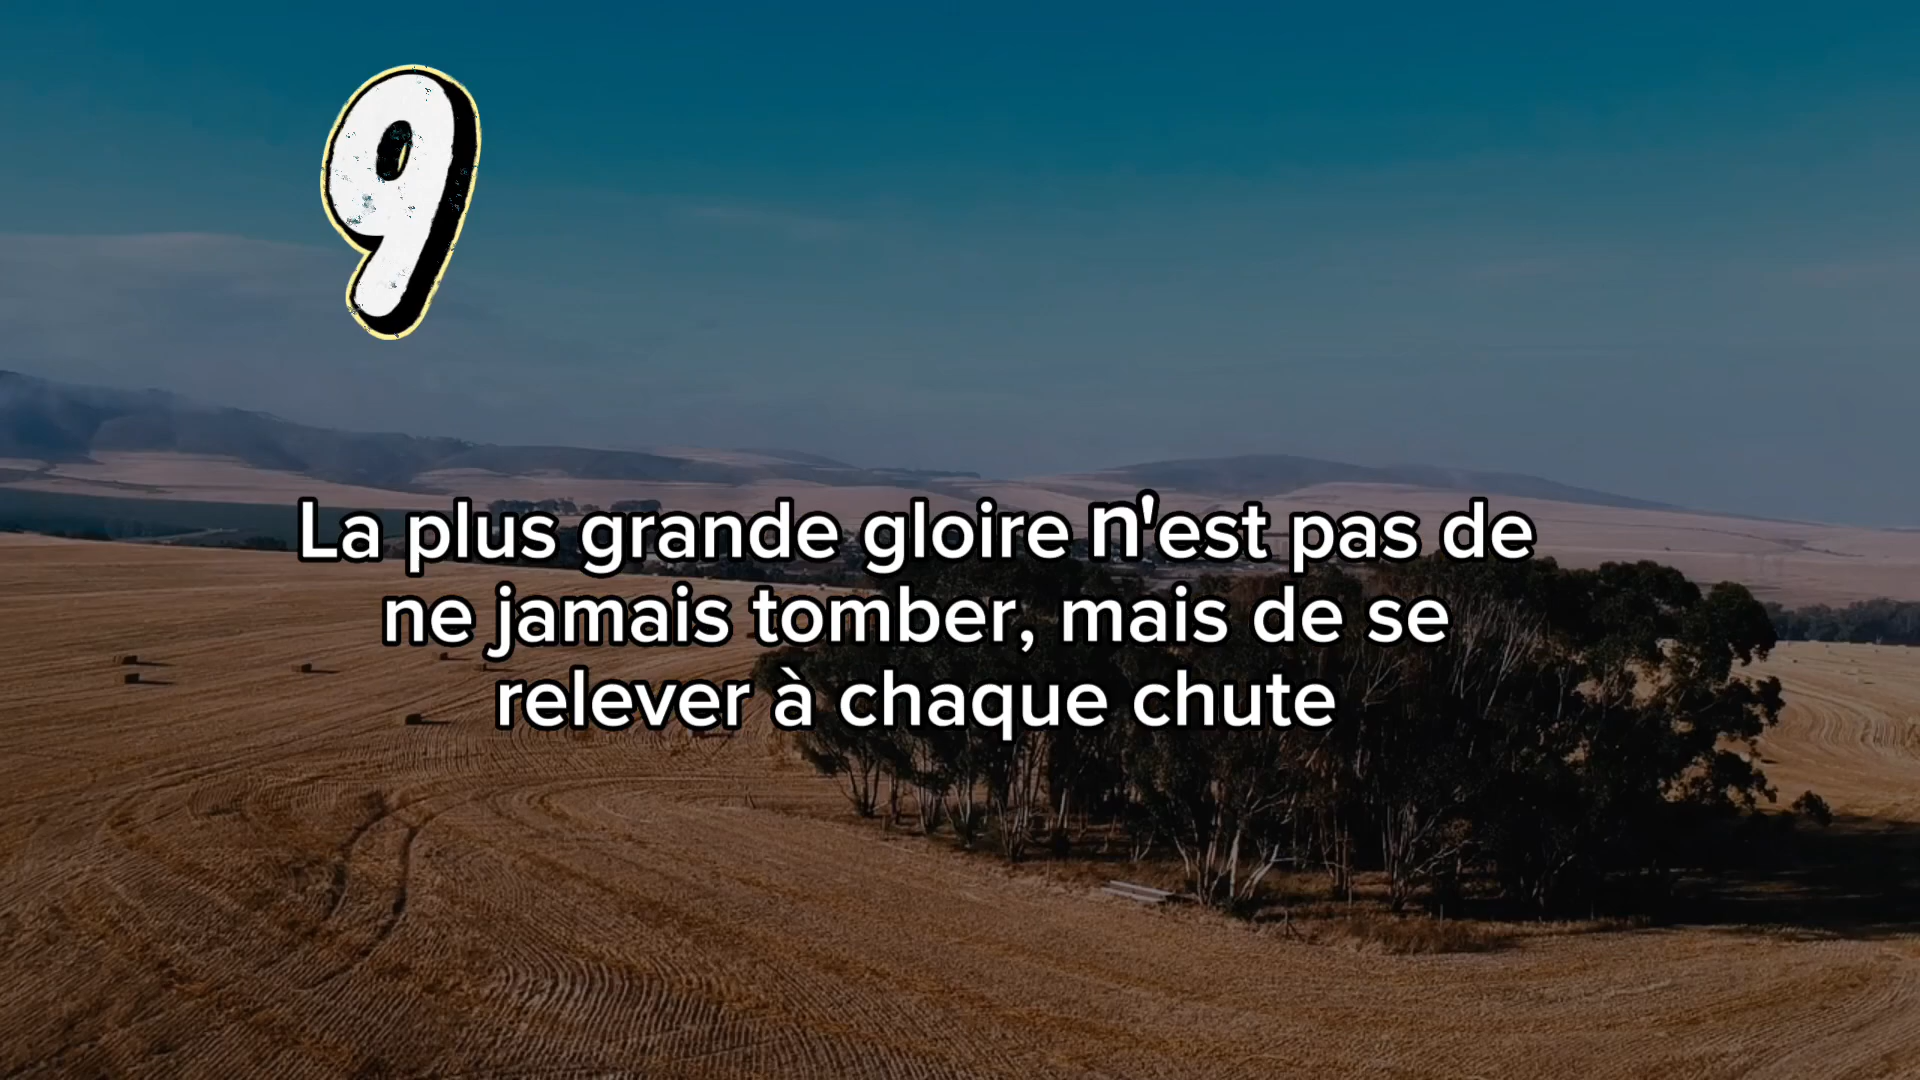 9
La plus grande gloire n'est pas de
ne jamais tomber, mais de se
relever à chaque chute